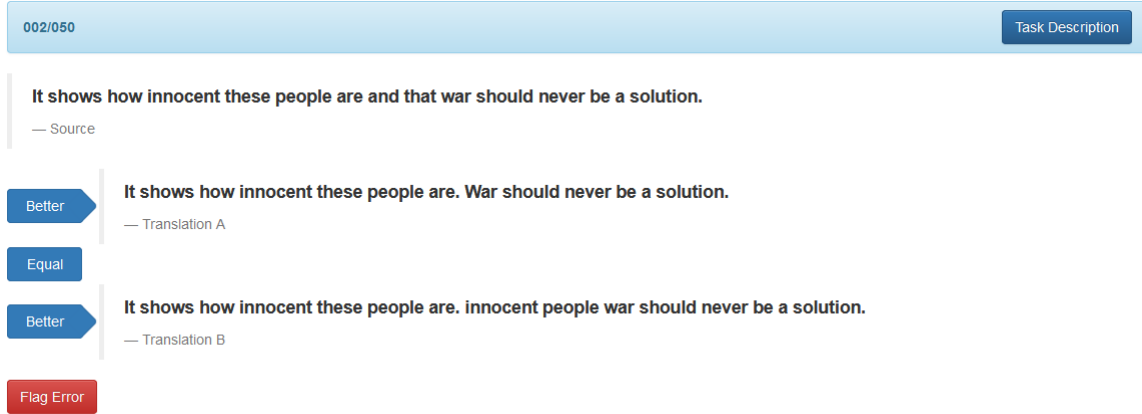 002/050
Task Description
It shows how innocent these people are and that war should never be a solution.
— Source
Better
It shows how innocent these people are. War should never be a solution.
— Translation A
Equal
Better
It shows how innocent these people are. innocent people war should never be a solution.
— Translation B
Flag Error